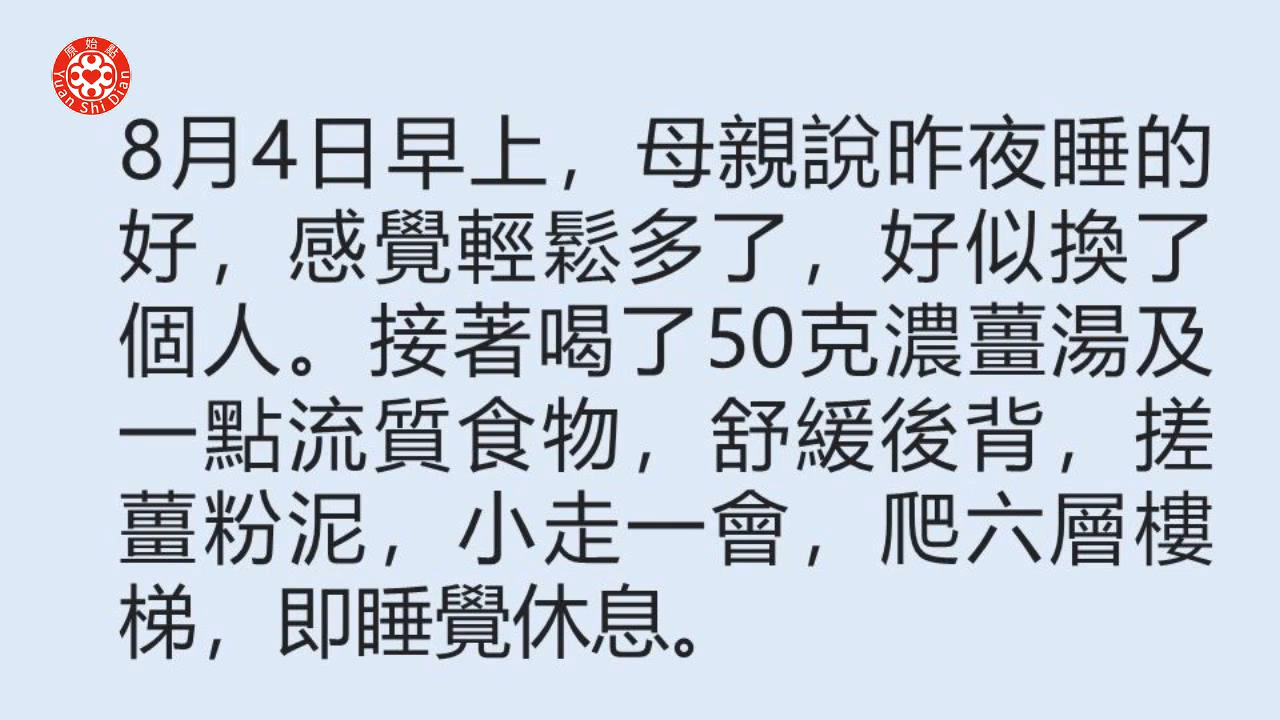 原始點
Yuan Shi Dian
8月4日早上，母親說昨夜睡的
好，感覺輕鬆多了，好似換了
個人。接著喝了50克濃薑湯及
一點流質食物，舒緩後背，搓
薑粉泥，小走一會，爬六層樓
梯，即睡覺休息。